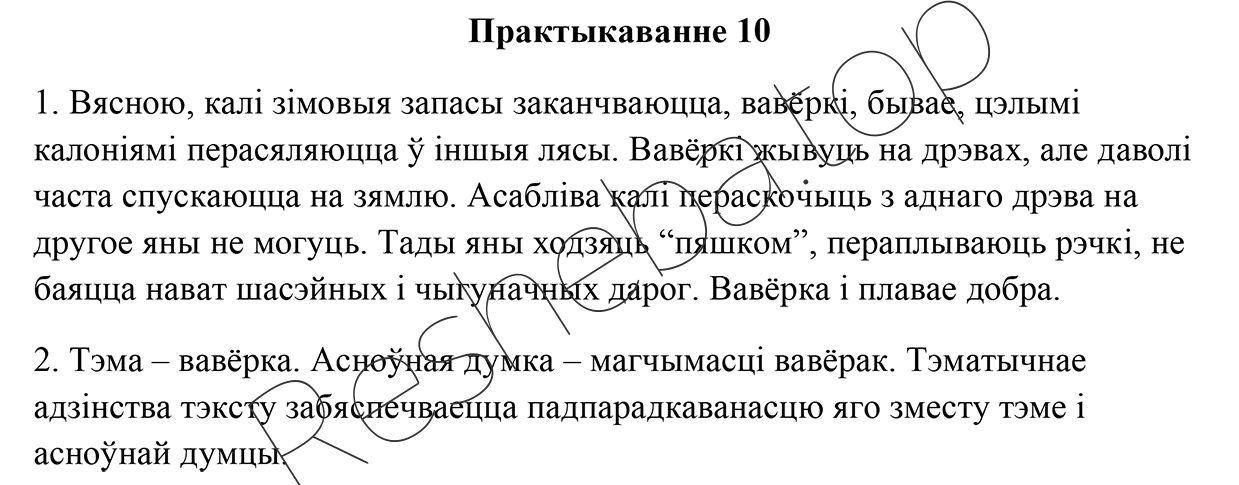 Практыкаванне 10
1. Вясною, калі зімовыя запасы заканчваюцца, вавёркі, бывае, цэлымі
калоніямі перасяляюцца ў іншыя лясы. Вавёркі жывуць на дрэвах, але даволі
часта спускаюцца на зямлю. Асабліва калі пераскочыць з аднаго дрэва на
другое яны не могуць. Тады яны ходзяць “пяшком”, пераплываюць рэчкі, не
баяцца нават шасэйных і чыгуначных дарог. Вавёрка і плавае добра.
2. Тэма – вавёрка. Асноўная думка – магчымасці вавёрак. Тэматычнае
адзінства тэксту забяспечваецца падпарадкаванасцю яго зместу тэме і
асноўнай думцы.
Resheba.top